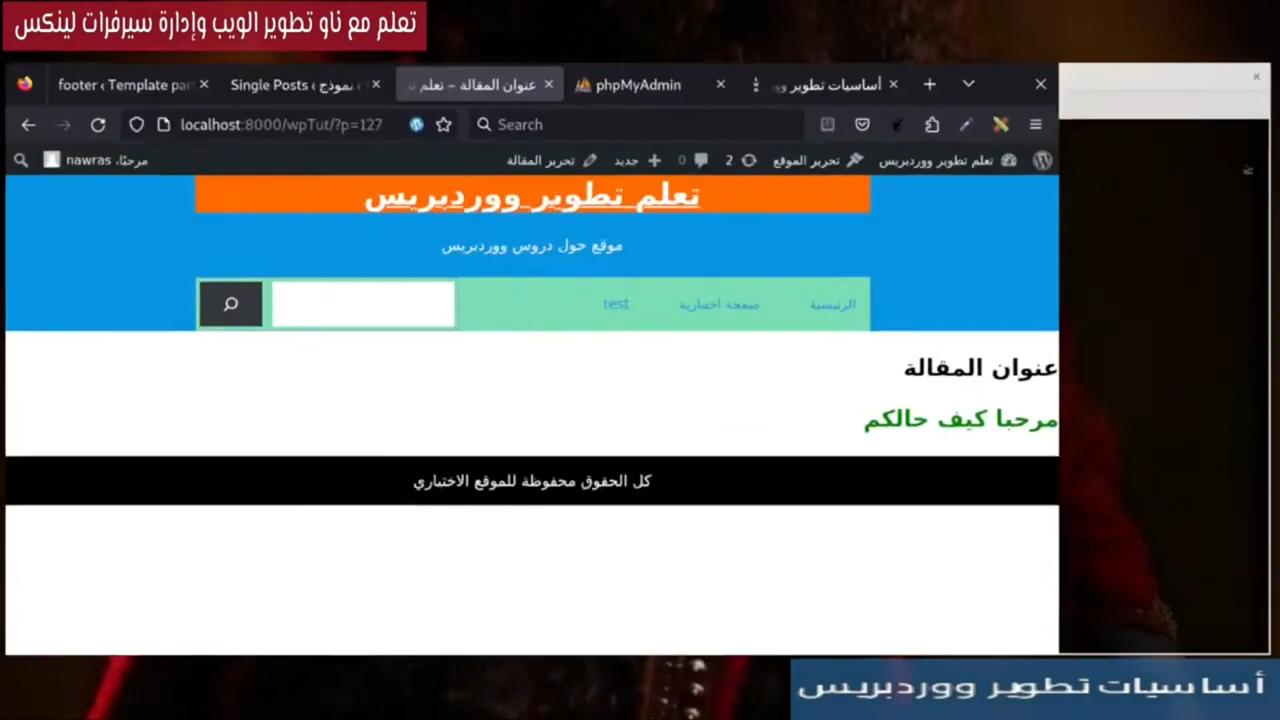 تعلم مع ناو تطوير الويب وإدارة سيرفرات لينكس
footer ‹ Template par
Single Posts ‹ نموذج ‹
عنوان المقالة – تعلم ت
phpMyAdmin
أساسيات تطوير وو
localhost:8000/wpTut/?p=127
Search
تعلم تطوير ووردبريس
تحرير الموقع
2
0
جديد
تحرير المقالة
مرحبًا، nawras
تعلم تطوير ووردبريس
موقع حول دروس ووردبريس
الرئيسية
صفحة اختبارية
test
عنوان المقالة
مرحبا كيف حالكم
كل الحقوق محفوظة للموقع الاختباري
أساسيات تطوير ووردبريس